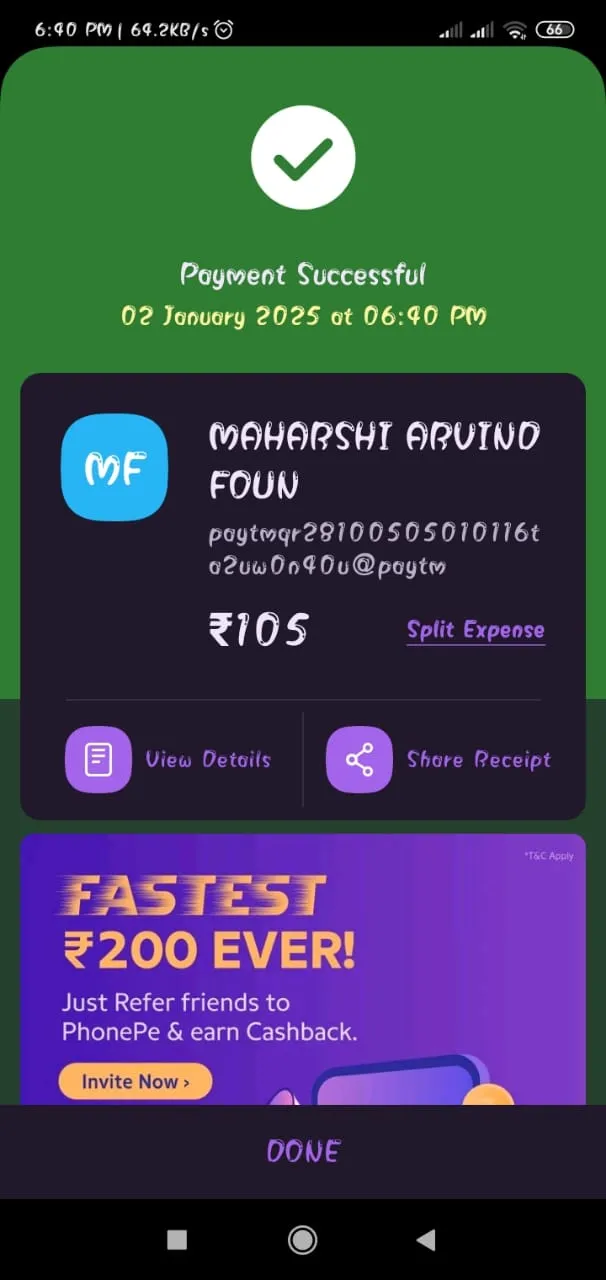 6:40 PM | 64.2KB/s
66
Payment Successful
02 January 2025 at 06:40 PM
MF
MAHARSHI ARVIND
FOUN
paytmqr281005050101116t
a2uw0n40u@paytm
₹105
Split Expense
View Details
Share Receipt
*T&C Apply
FASTEST
₹200 EVER!
Just Refer friends to
PhonePe & earn Cashback.
Invite Now ›
DONE